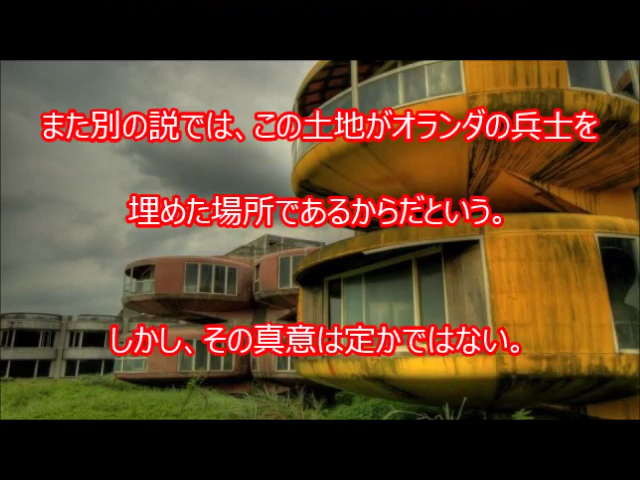 また別の説では、この土地がオランダの兵士を
埋めた場所であるからだという。
しかし、その真意は定かではない。